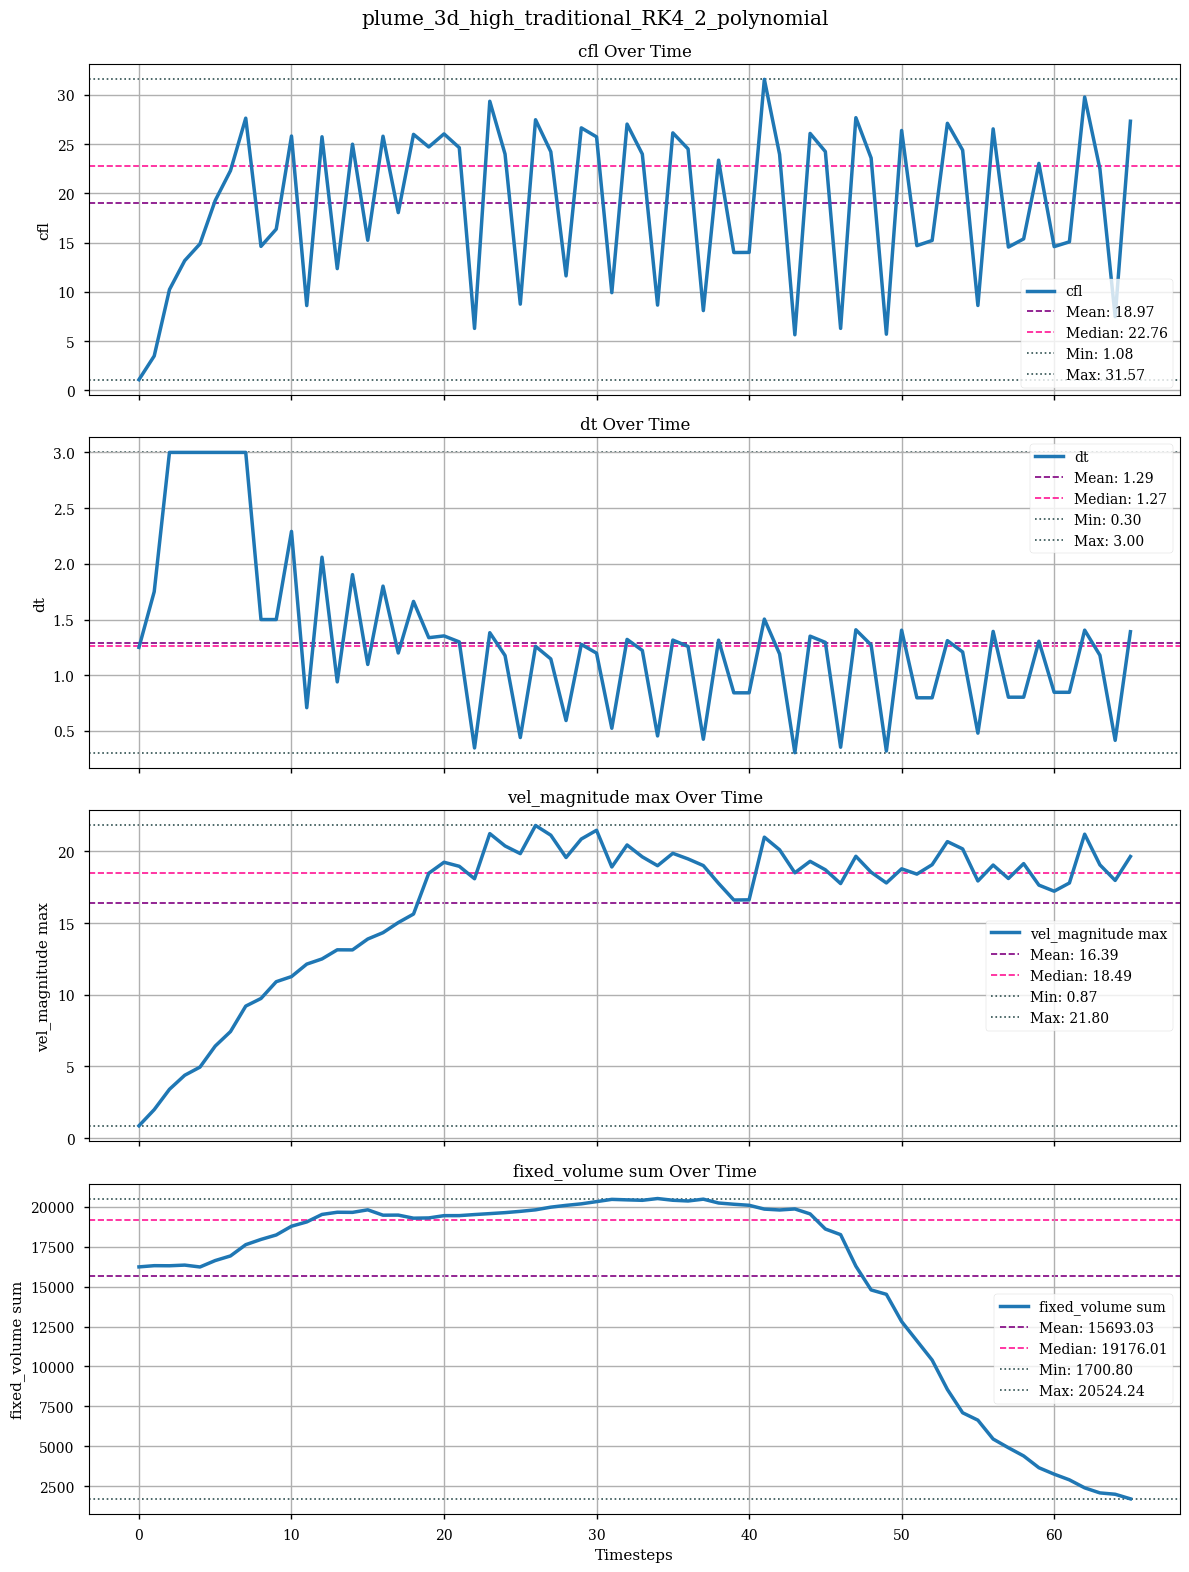 plume_3d_high_traditional_RK4_2_polynomial
cfl Over Time
30
25
20
15
10
5
0
cfl
cfl
Mean: 18.97
Median: 22.76
Min: 1.08
Max: 31.57
dt Over Time
3.0
2.5
2.0
1.5
1.0
0.5
dt
dt
Mean: 1.29
Median: 1.27
Min: 0.30
Max: 3.00
vel_magnitude max Over Time
20
15
10
5
0
vel_magnitude max
vel_magnitude max
Mean: 16.39
Median: 18.49
Min: 0.87
Max: 21.80
fixed_volume sum Over Time
20000
17500
15000
12500
10000
7500
5000
2500
fixed_volume sum
fixed_volume sum
Mean: 15693.03
Median: 19176.01
Min: 1700.80
Max: 20524.24
0 10 20 30 40 50 60
Timesteps